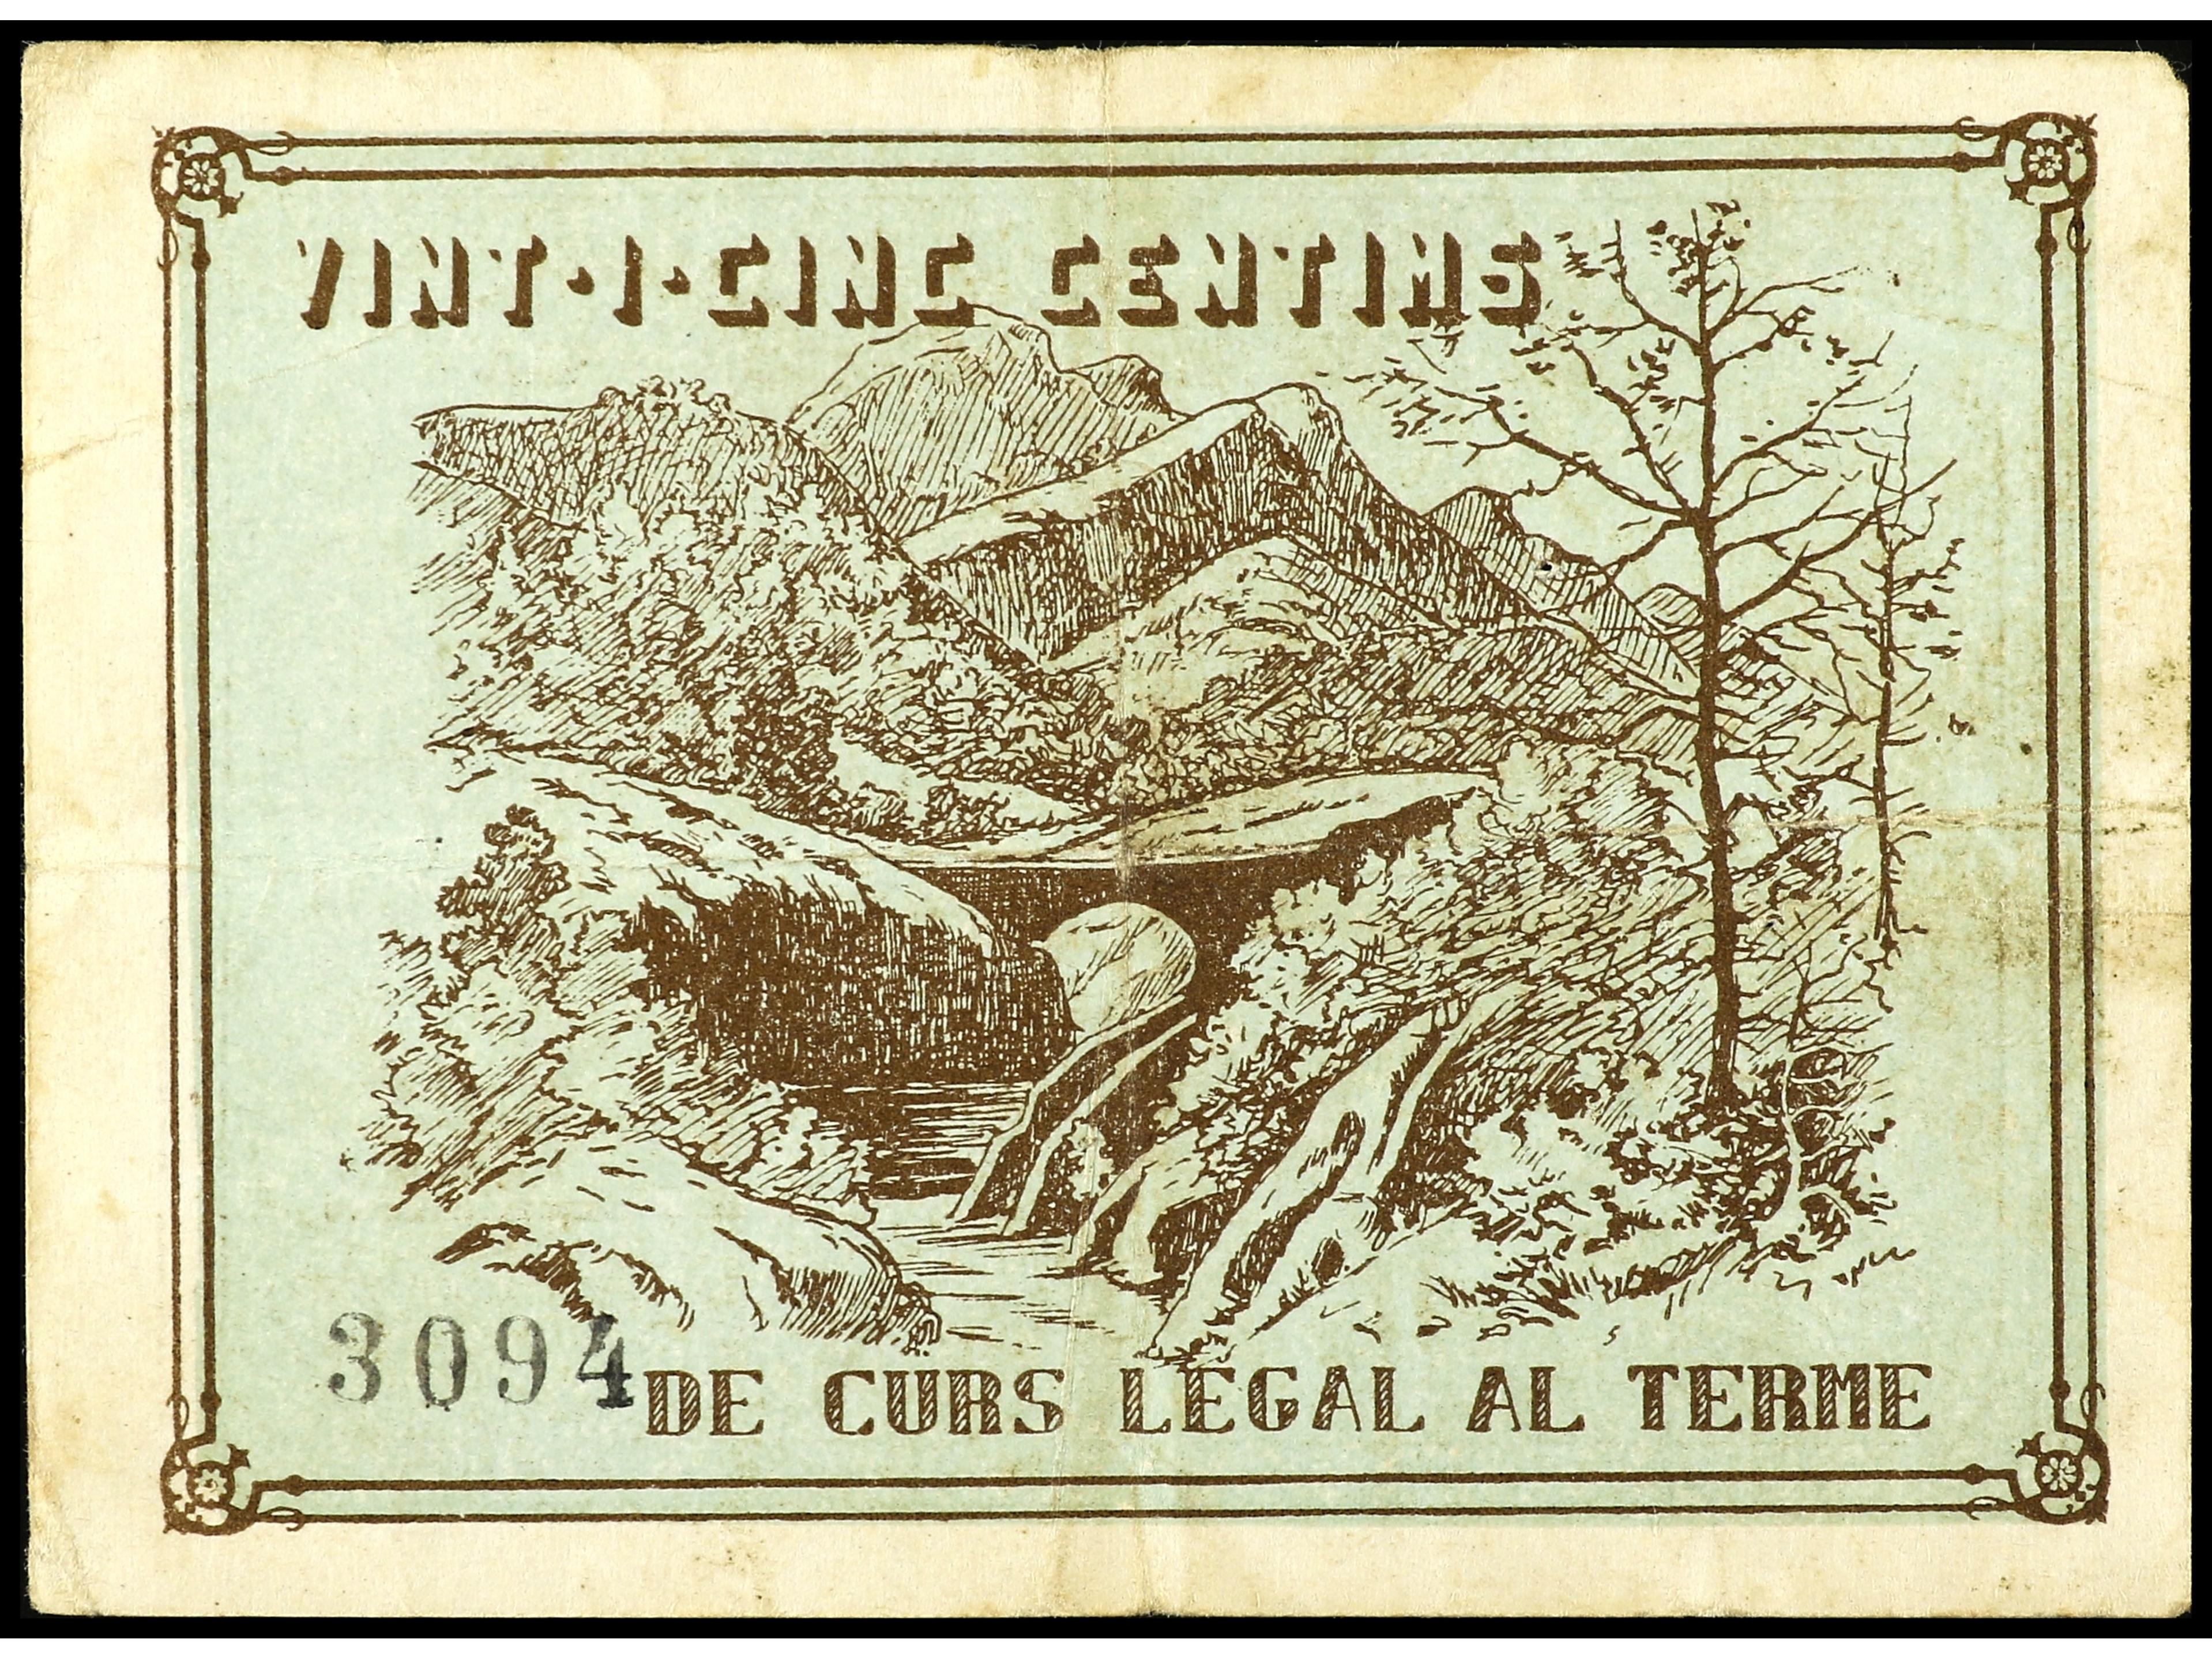 VINT·I·CINC CENTIMS
3094
DE CURS LEGAL AL TERME